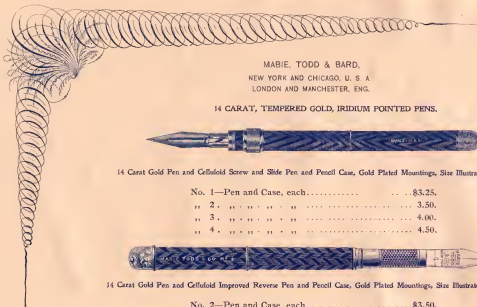 MABIE, TODD & BARD,
NEW YORK AND CHICAGO, U. S. A
LONDON AND MANCHESTER, ENG.
14 CARAT, TEMPERED GOLD, IRIDIUM POINTED PENS.
14 Carat Gold Pen and Celluloid Screw and Slide Pen and Pencil Case, Gold Plated Mountings, Size Illustra
No. 1—Pen and Case, each............ ...$3.25.
„ 2. „ . „ . „ . „ .................... 3.50.
„ 3. „ . „ . „ . „ .................... 4.00.
„ 4. „ . „ . „ . „ .................... 4.50.
MABIE TODD & Co N.Y.
14 Carat Gold Pen and Celluloid Improved Reverse Pen and Pencil Case, Gold Plated Mountings, Size Illustra
No. 2—Pen and Case, each ................$3.50.